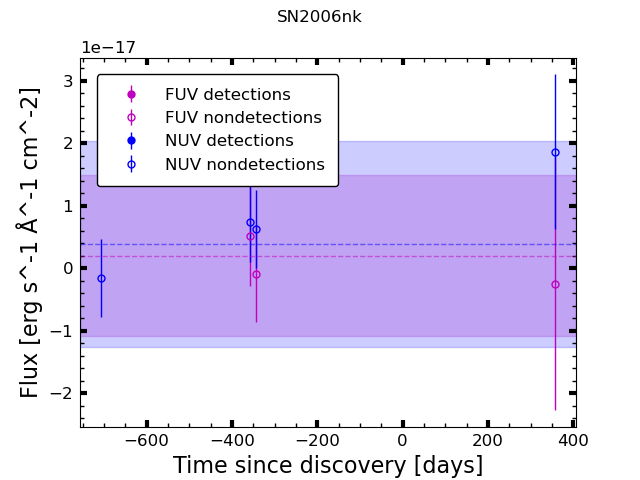 SN2006nk
1e−17
FUV detections
FUV nondetections
NUV detections
NUV nondetections
3
2
1
0
−1
−2
Flux [erg s^-1 Å^-1 cm^-2]
−600
−400
−200
0
200
400
Time since discovery [days]